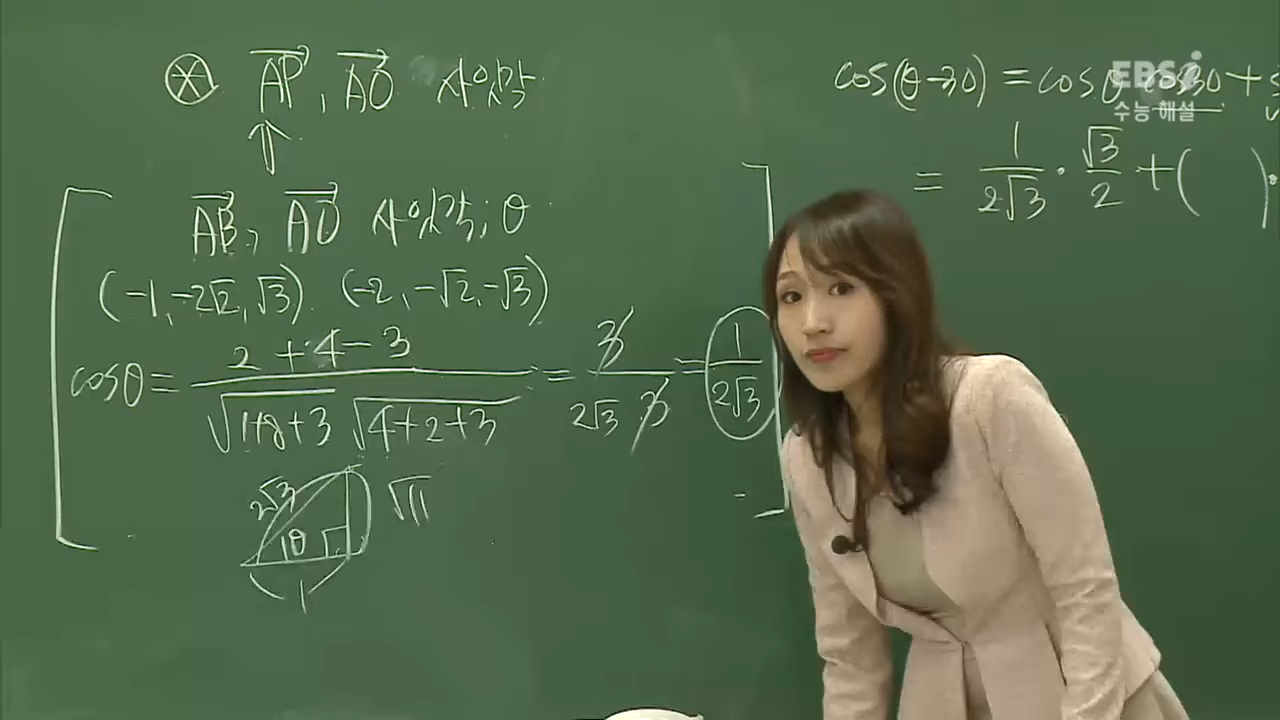 ⊛ AP, AO 사잇각
⇑
AB, AO 사잇각; θ
(-1, -2√2, √3) (-2, -√2, -√3)
cosθ = (2+4-3)/(√(1+8+3) √(4+2+3)) = 3/(2√3·3) = 1/(2√3)
2√3 √11
θ
1
cos(θ-30) = cosθ cos30 +
= 1/(2√3) · √3/2 + ( ) ·
EBSi
수능 해설